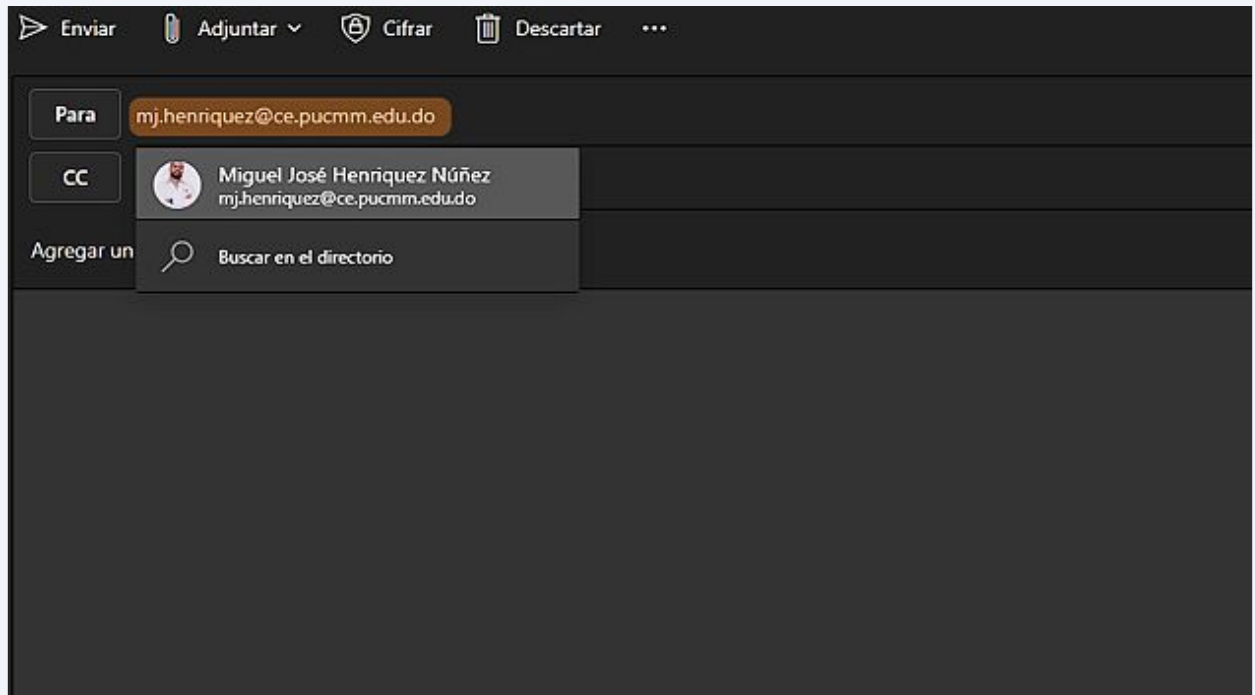 Enviar Adjuntar Cifrar Descartar ...
Para mj.henriquez@ce.pucmm.edu.do
CC Miguel José Henriquez Núñez
mj.henriquez@ce.pucmm.edu.do
Agregar un Buscar en el directorio